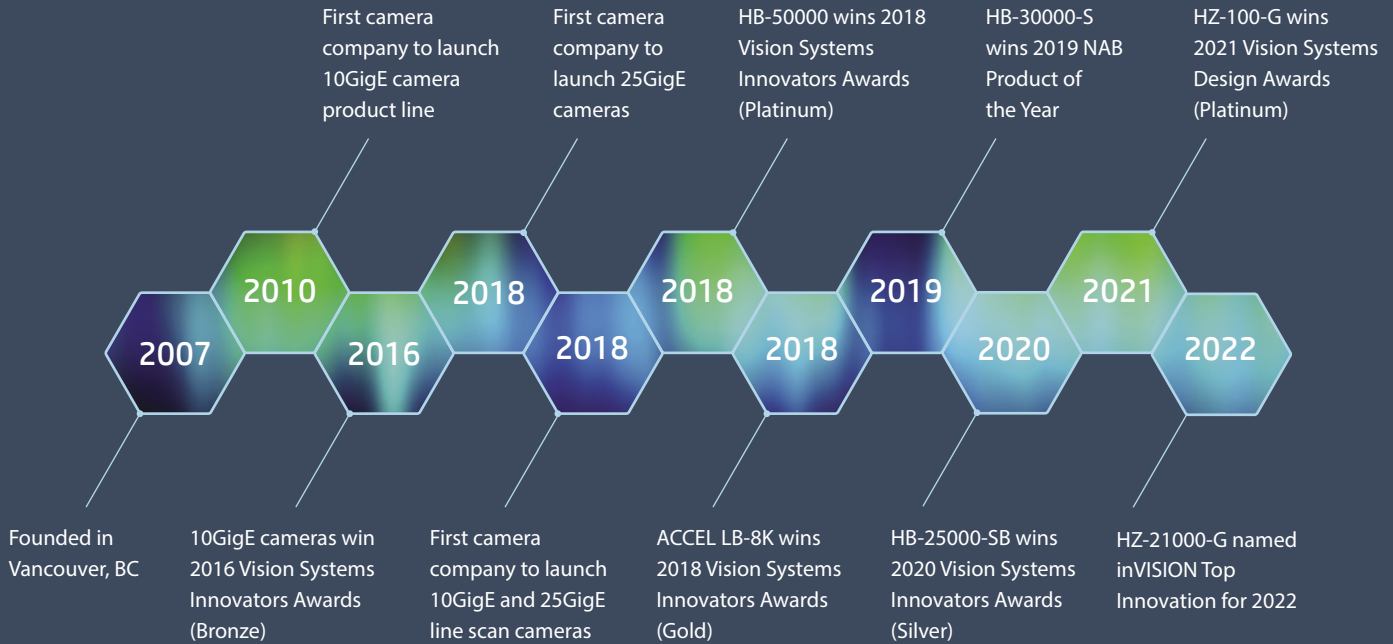 First camera
company to launch
10GigE camera
product line
First camera
company to
launch 25GigE
cameras
HB-50000 wins 2018
Vision Systems
Innovators Awards
(Platinum)
HB-30000-S
wins 2019 NAB
Product of
the Year
HZ-100-G wins
2021 Vision Systems
Design Awards
(Platinum)
2007
2010
2016
2018
2018
2018
2018
2019
2020
2021
2022
Founded in
Vancouver, BC
10GigE cameras win
2016 Vision Systems
Innovators Awards
(Bronze)
First camera
company to launch
10GigE and 25GigE
line scan cameras
ACCEL LB-8K wins
2018 Vision Systems
Innovators Awards
(Gold)
HB-25000-SB wins
2020 Vision Systems
Innovators Awards
(Silver)
HZ-21000-G named
inVISION Top
Innovation for 2022